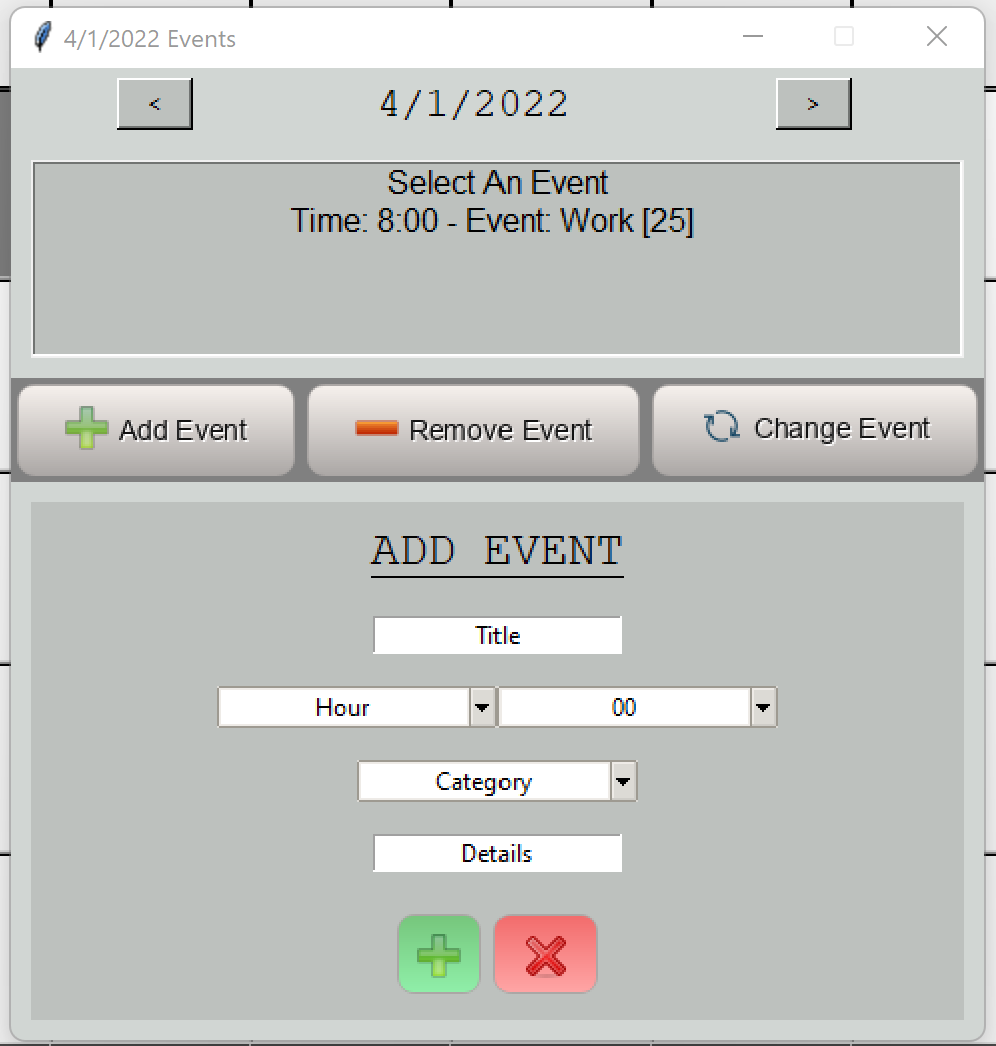 4/1/2022 Events
< 4/1/2022 >
Select An Event
Time: 8:00 - Event: Work [25]
Add Event Remove Event Change Event
ADD EVENT
Title
Hour 00
Category
Details